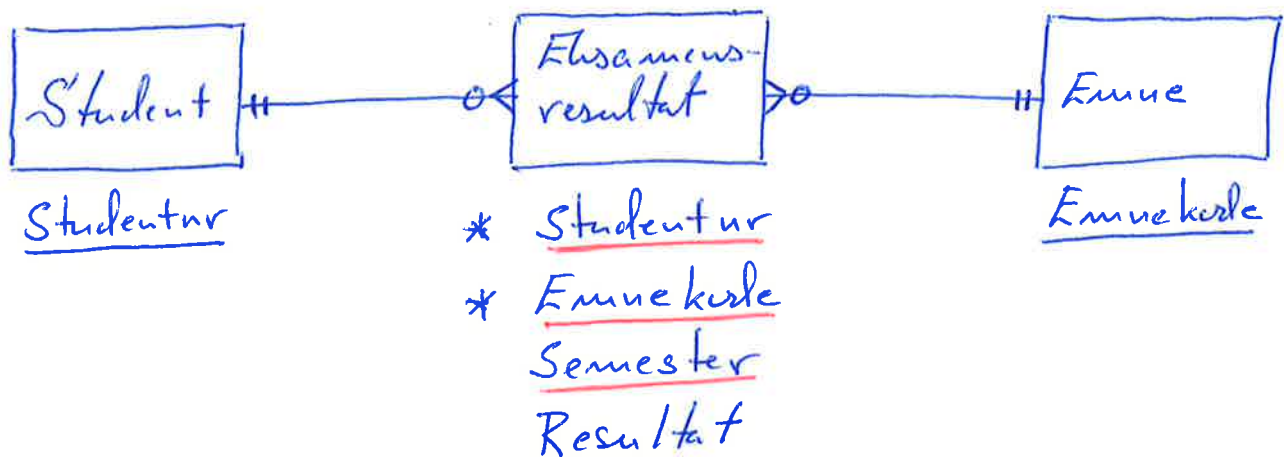 Student
Eksamens-
resultat
Emne
Studentnr
* Studentnr
* Emnekode
Semester
Resultat
Emnekode